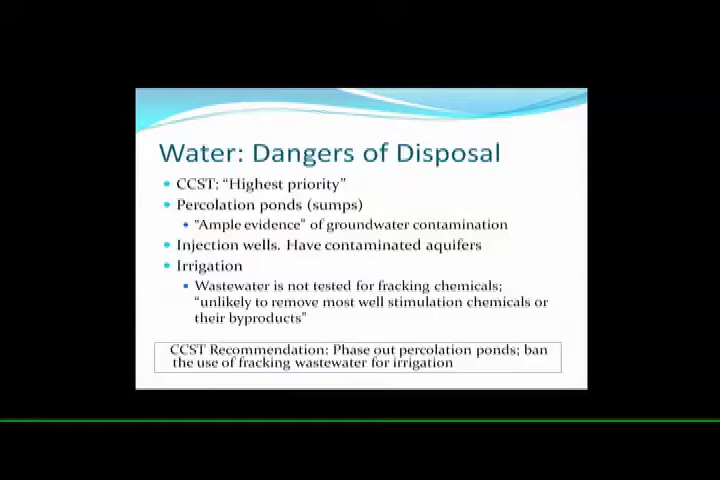 Water: Dangers of Disposal
CCST: “Highest priority”
Percolation ponds (sumps)
“Ample evidence” of groundwater contamination
Injection wells. Have contaminated aquifers
Irrigation
Wastewater is not tested for fracking chemicals;
“unlikely to remove most well stimulation chemicals or
their byproducts”
CCST Recommendation: Phase out percolation ponds; ban
the use of fracking wastewater for irrigation